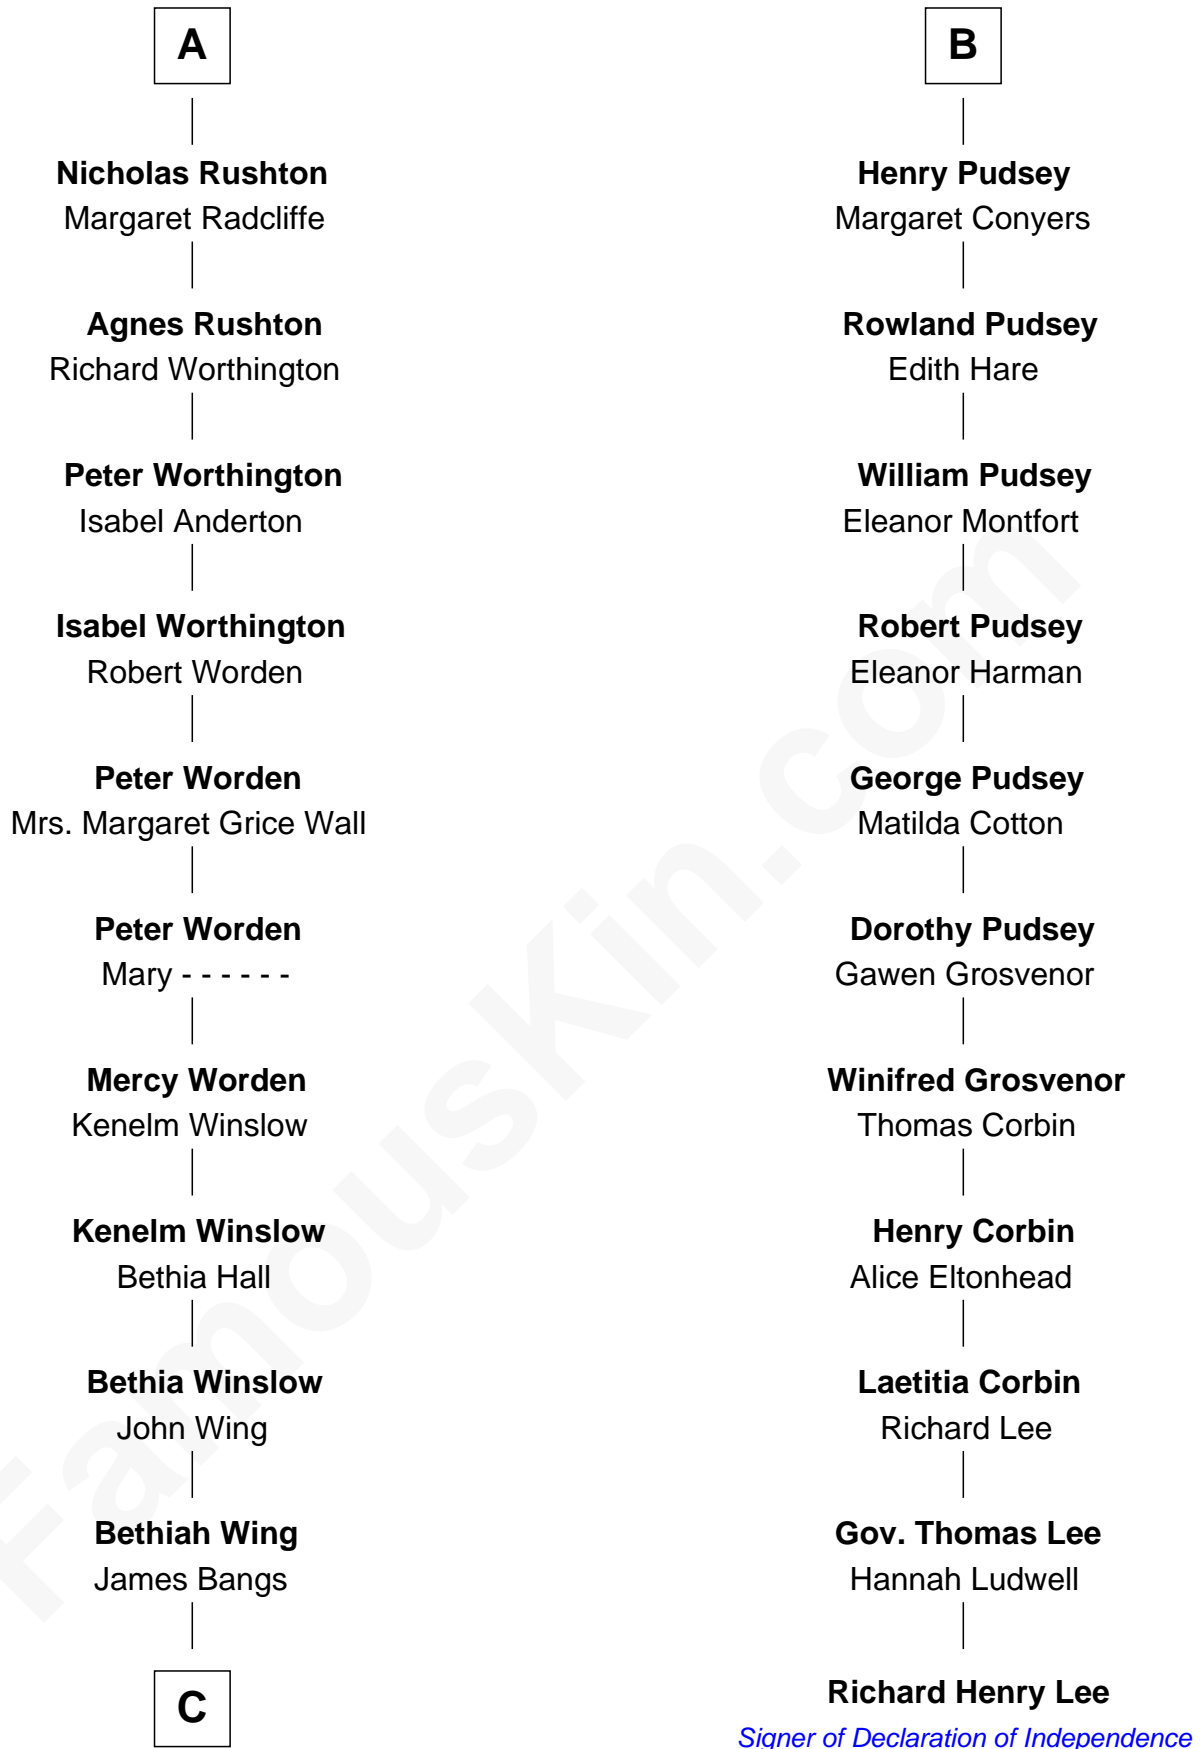 A
Nicholas Rushton
Margaret Radcliffe
Agnes Rushton
Richard Worthington
Peter Worthington
Isabel Anderton
Isabel Worthington
Robert Worden
Peter Worden
Mrs. Margaret Grice Wall
Peter Worden
Mary - - - - - -
Mercy Worden
Kenelm Winslow
Kenelm Winslow
Bethia Hall
Bethia Winslow
John Wing
Bethiah Wing
James Bangs
C
B
Henry Pudsey
Margaret Conyers
Rowland Pudsey
Edith Hare
William Pudsey
Eleanor Montfort
Robert Pudsey
Eleanor Harman
George Pudsey
Matilda Cotton
Dorothy Pudsey
Gawen Grosvenor
Winifred Grosvenor
Thomas Corbin
Henry Corbin
Alice Eltonhead
Laetitia Corbin
Richard Lee
Gov. Thomas Lee
Hannah Ludwell
Richard Henry Lee
Signer of Declaration of Independence
FamousKin.com